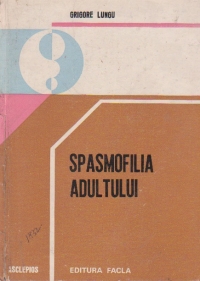 GRIGORE LUNGU
SPASMOFILIA
ADULTULUI
ASCLEPIOS
EDITURA FACLA